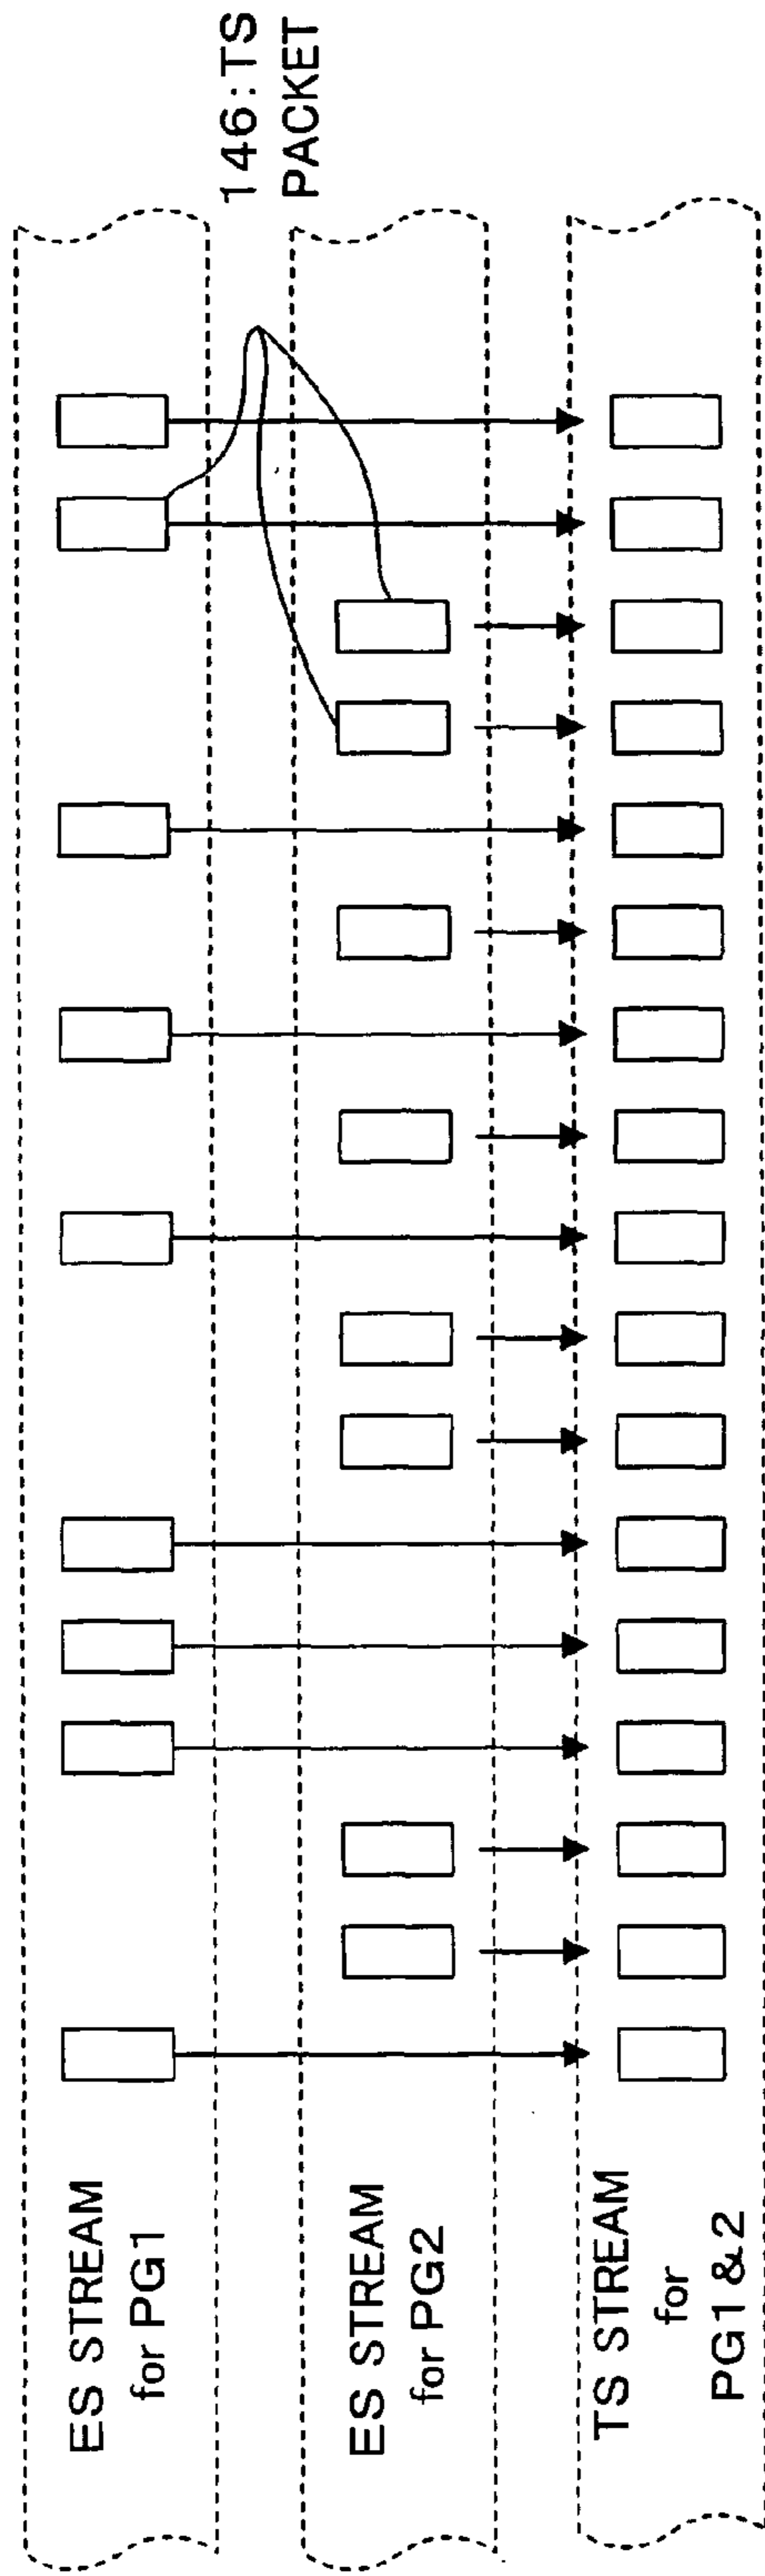 146:TS
PACKET
ES STREAM
for PG1
ES STREAM
for PG2
TS STREAM
for
PG1&2